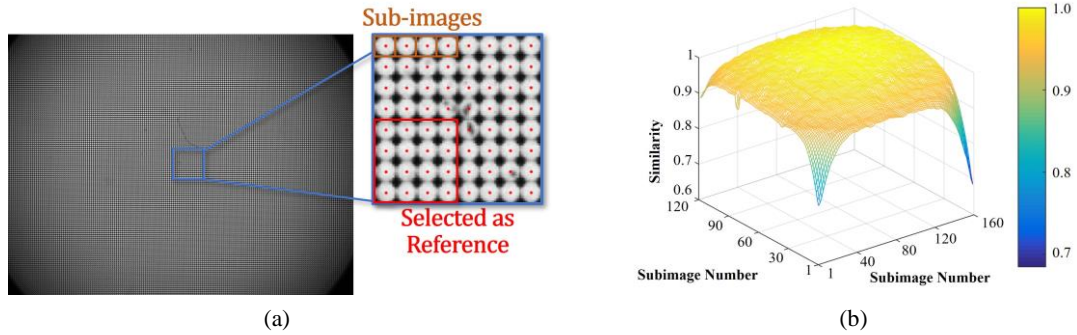 Sub-images
Selected as
Reference
(a)
1
0.9
0.8
0.7
0.6
Similarity
120
90
60
30
1
Subimage Number
1
40
80
120
160
Subimage Number
1.0
0.9
0.8
0.7
(b)